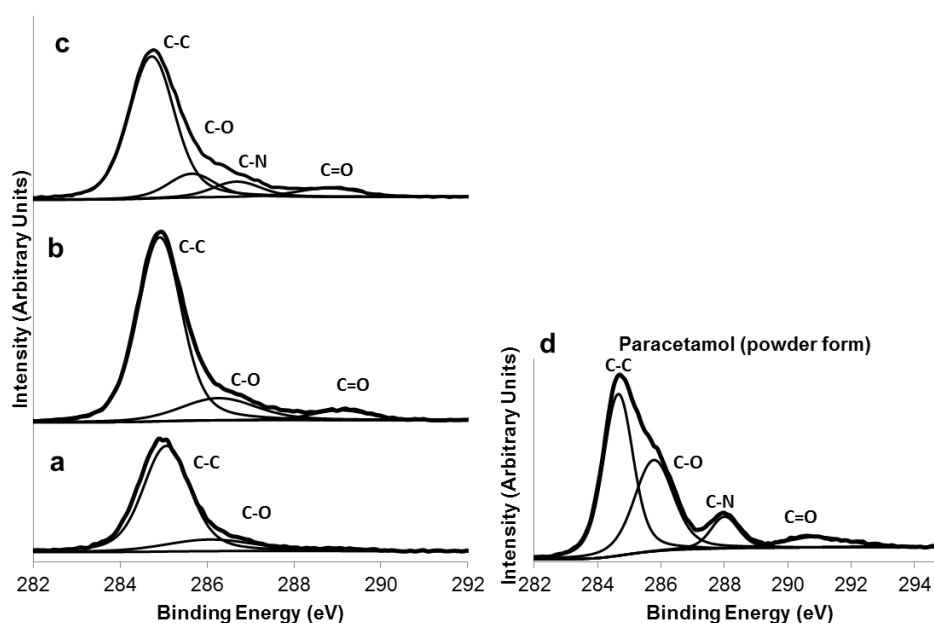 c
C-C
C-O
C-N
C=O
b
C-C
C-O
C=O
a
C-C
C-O
282 284 286 288 290 292
Binding Energy (eV)
Intensity (Arbitrary Units)
d
Paracetamol (powder form)
C-C
C-O
C-N
C=O
282 284 286 288 290 292 294
Binding Energy (eV)
Intensity (Arbitrary Units)